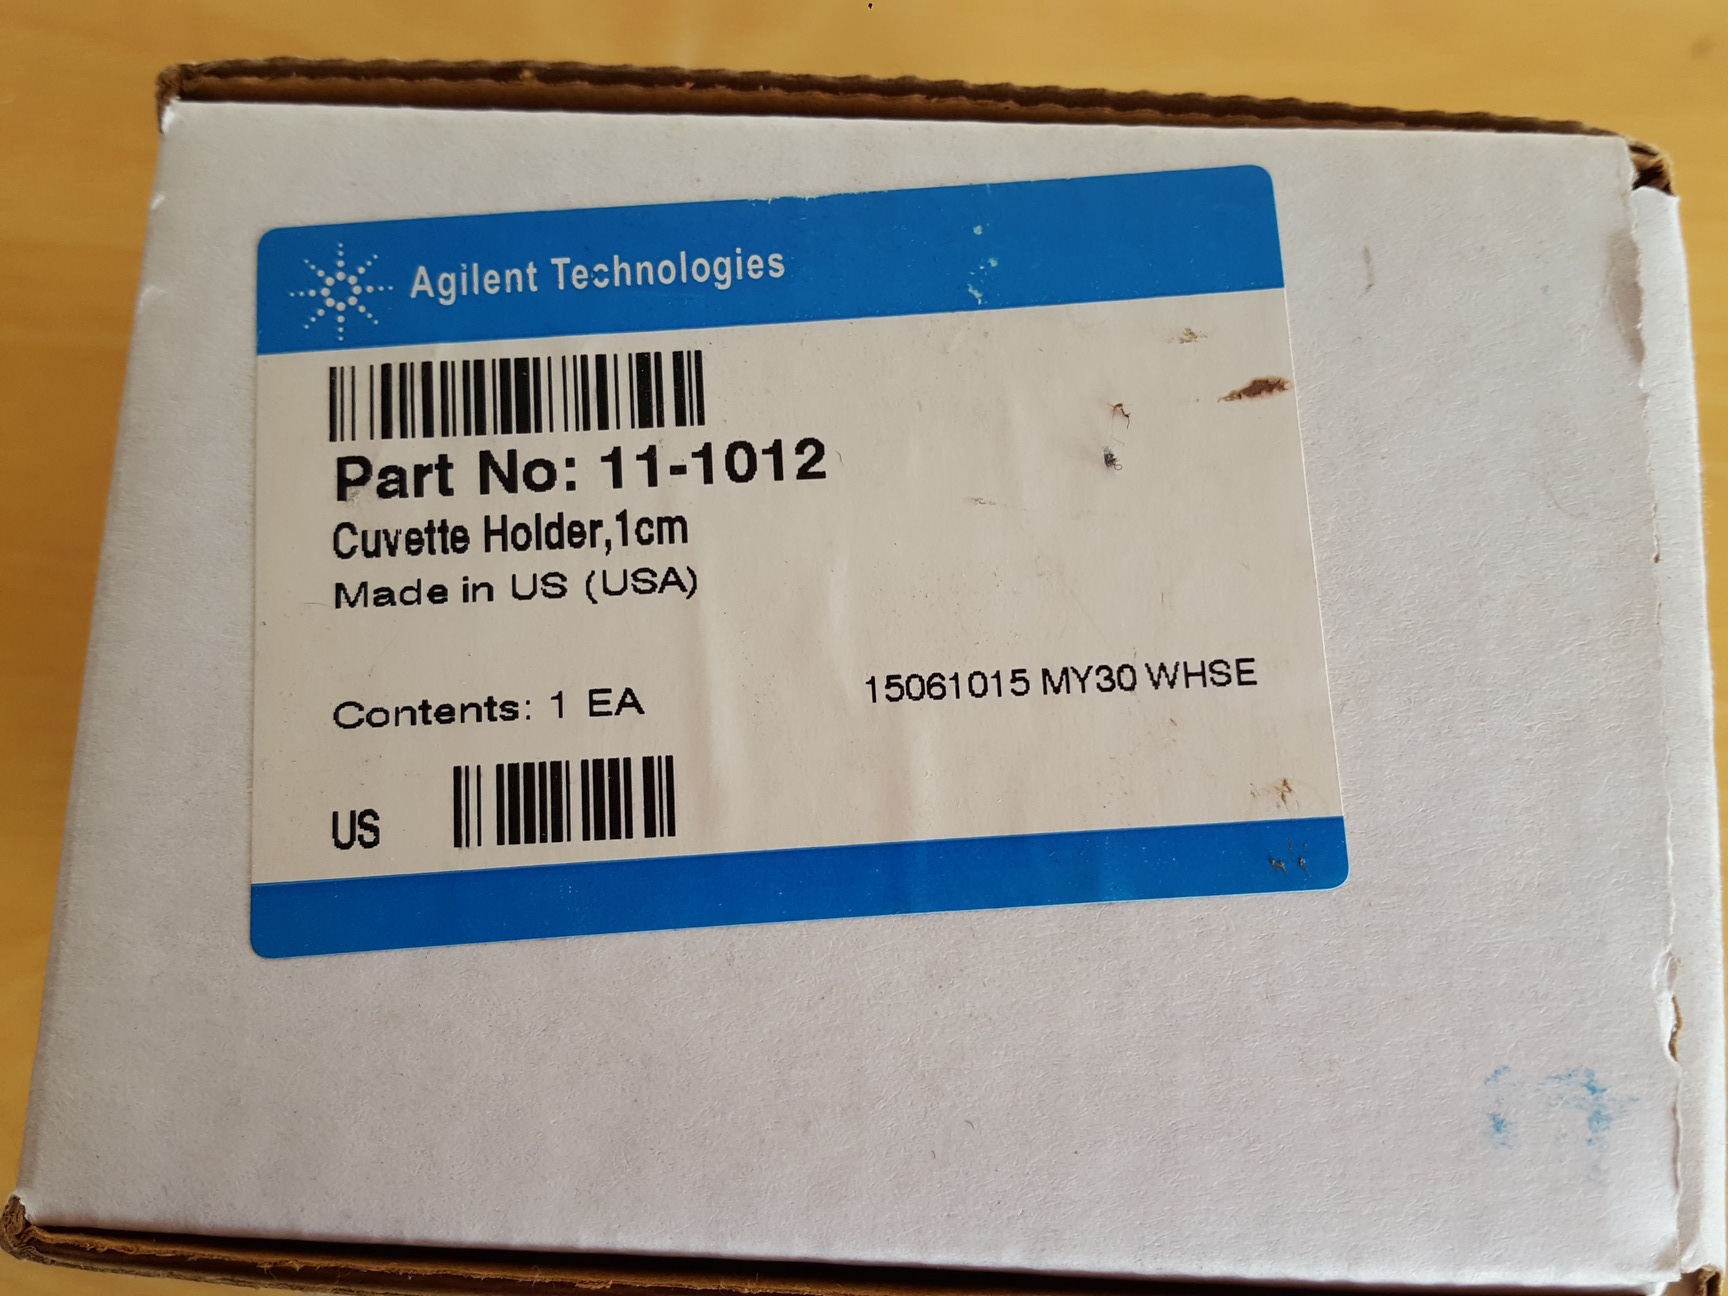 Agilent Technologies
Part No: 11-1012
Cuvette Holder,1cm
Made in US (USA)
Contents: 1 EA
15061015 MY30 WHSE
US